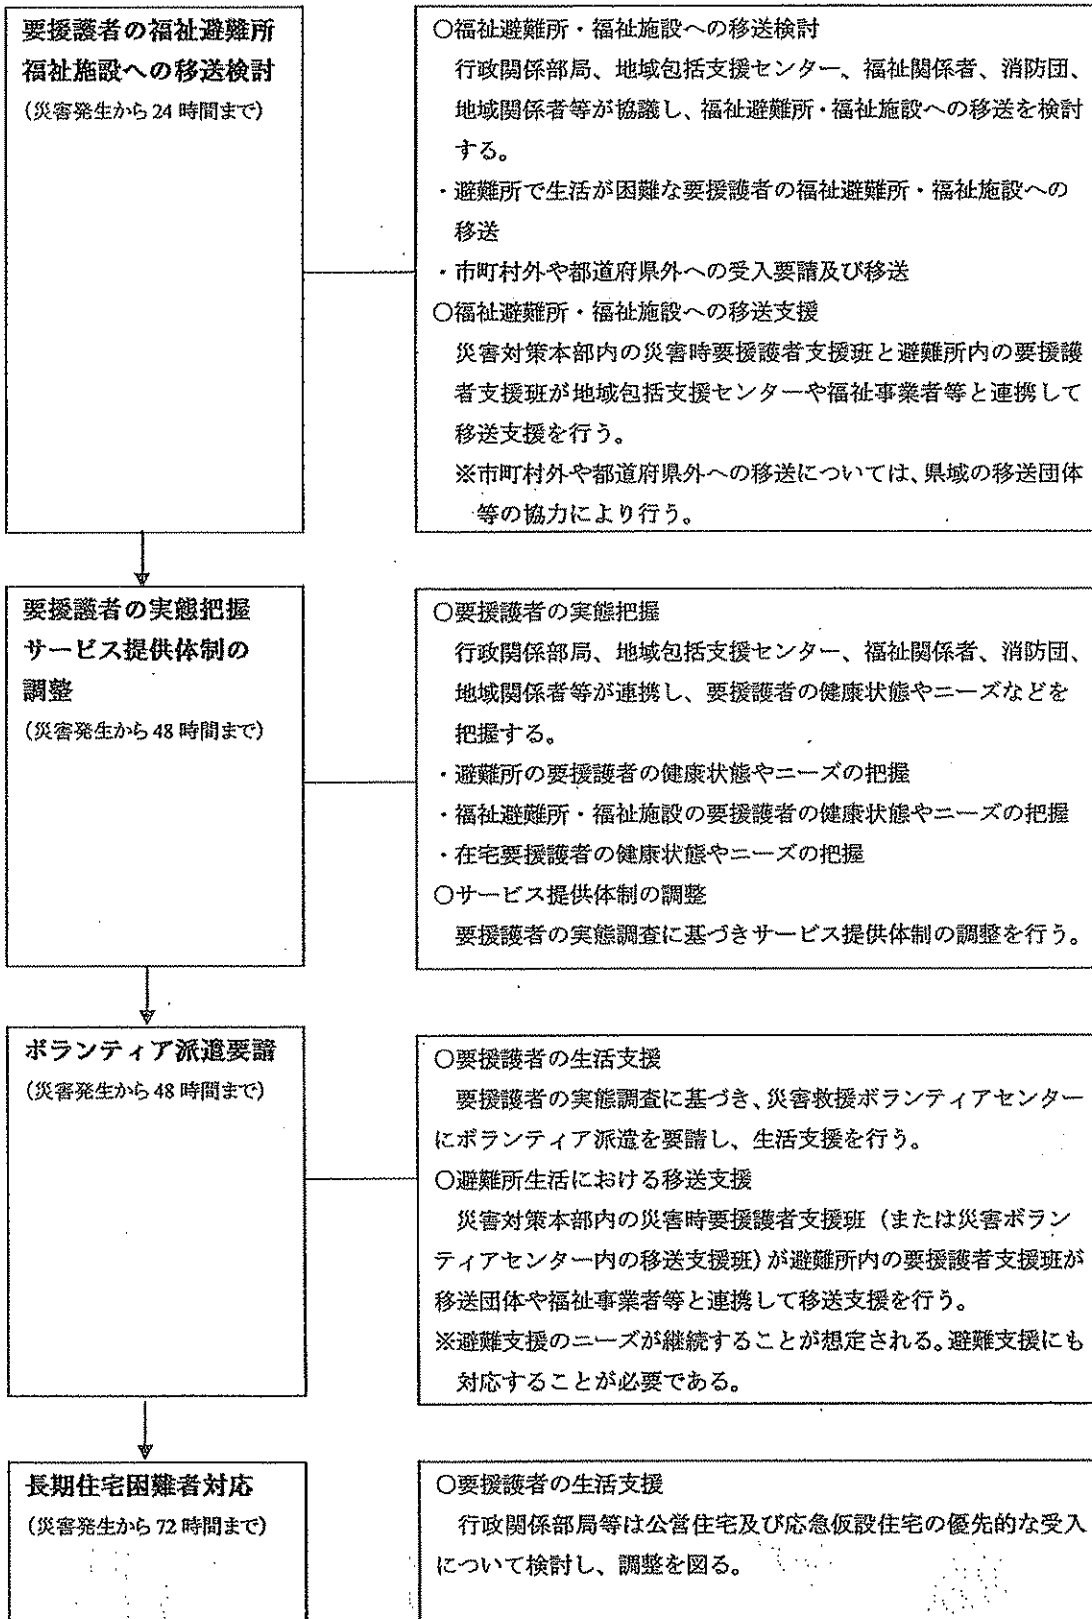 要援護者の福祉避難所
福祉施設への移送検討
(災害発生から24時間まで)
○福祉避難所・福祉施設への移送検討
行政関係部局、地域包括支援センター、福祉関係者、消防団、
地域関係者等が協議し、福祉避難所・福祉施設への移送を検討
する。
・避難所で生活が困難な要援護者の福祉避難所・福祉施設への
移送
・市町村外や都道府県外への受入要請及び移送
○福祉避難所・福祉施設への移送支援
災害対策本部内の災害時要援護者支援班と避難所内の要援護
者支援班が地域包括支援センターや福祉事業者等と連携して
移送支援を行う。
※市町村外や都道府県外への移送については、県域の移送団体
等の協力により行う。
要援護者の実態把握
サービス提供体制の
調整
(災害発生から48時間まで)
○要援護者の実態把握
行政関係部局、地域包括支援センター、福祉関係者、消防団、
地域関係者等が連携し、要援護者の健康状態やニーズなどを
把握する。
・避難所の要援護者の健康状態やニーズの把握
・福祉避難所・福祉施設の要援護者の健康状態やニーズの把握
・在宅要援護者の健康状態やニーズの把握
○サービス提供体制の調整
要援護者の実態調査に基づきサービス提供体制の調整を行う。
ボランティア派遣要請
(災害発生から48時間まで)
○要援護者の生活支援
要援護者の実態調査に基づき、災害救援ボランティアセンター
にボランティア派遣を要請し、生活支援を行う。
○避難所生活における移送支援
災害対策本部内の災害時要援護者支援班(または災害ボラン
ティアセンター内の移送支援班)が避難所内の要援護者支援班が
移送団体や福祉事業者等と連携して移送支援を行う。
※避難支援のニーズが継続することが想定される。避難支援にも
対応することが必要である。
長期住宅困難者対応
(災害発生から72時間まで)
○要援護者の生活支援
行政関係部局等は公営住宅及び応急仮設住宅の優先的な受入
について検討し、調整を図る。